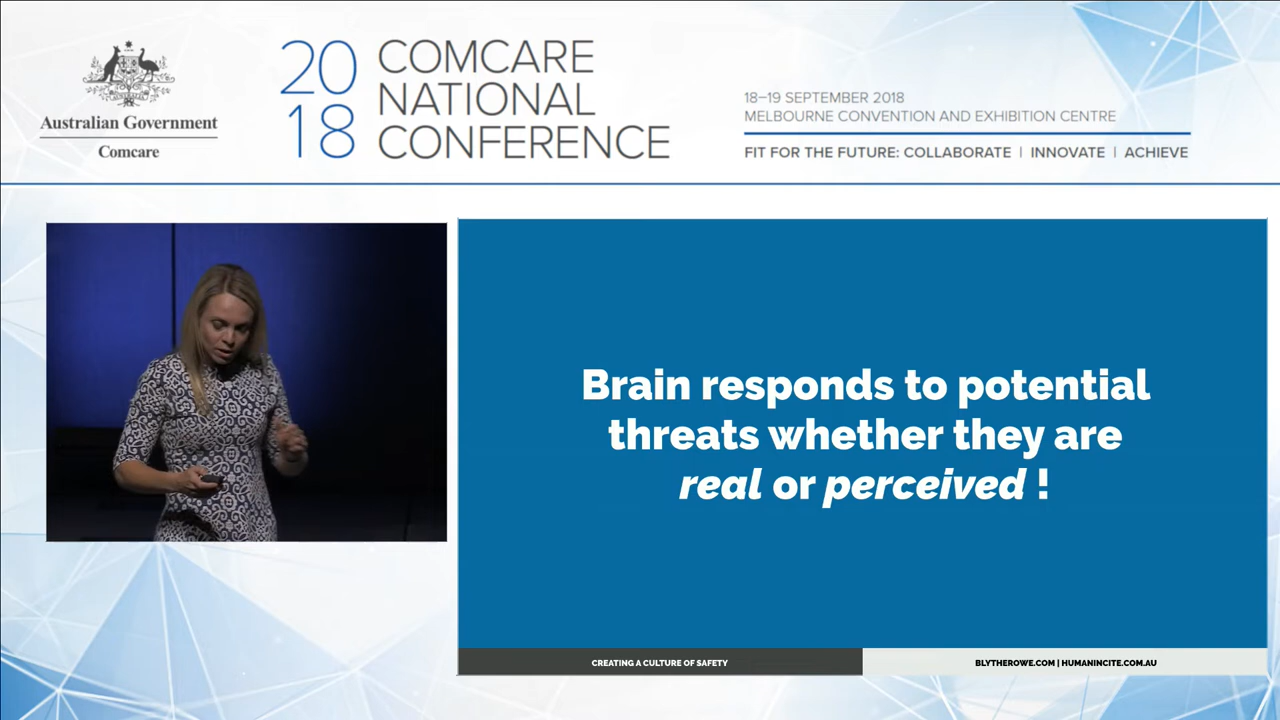 Australian Government
Comcare
20
18
COMCARE
NATIONAL
CONFERENCE
18–19 SEPTEMBER 2018
MELBOURNE CONVENTION AND EXHIBITION CENTRE
FIT FOR THE FUTURE: COLLABORATE | INNOVATE | ACHIEVE
Brain responds to potential
threats whether they are
real or perceived !
CREATING A CULTURE OF SAFETY
BLYTHEROWE.COM | HUMANINCITE.COM.AU